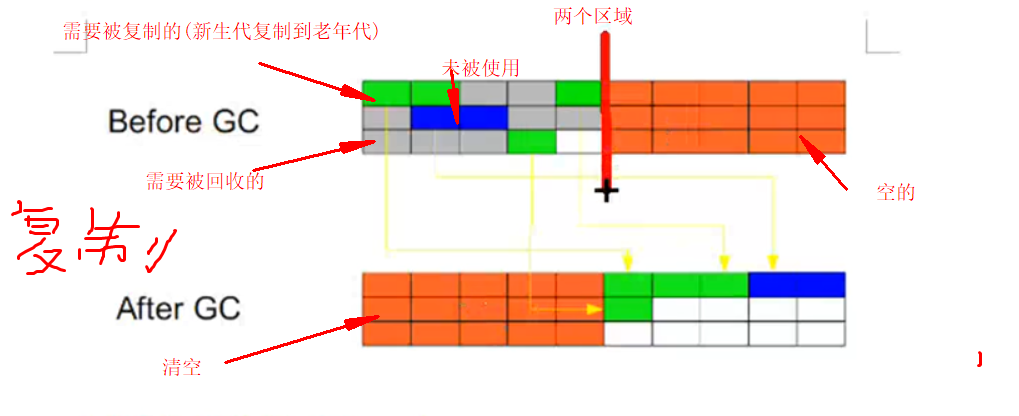 两个区域
需要被复制的(新生代复制到老年代)
未被使用
Before GC
需要被回收的
空的
复制
After GC
清空